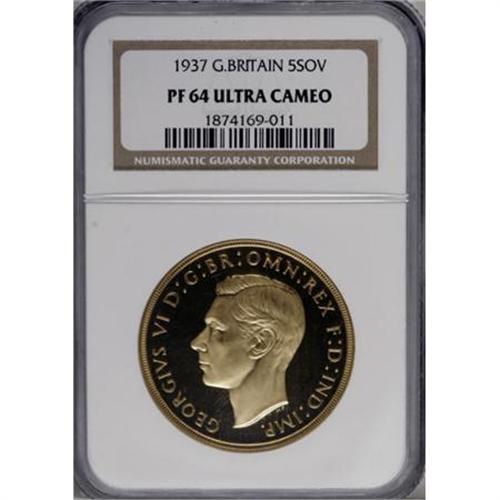 1937 G.BRITAIN 5SOV
PF 64 ULTRA CAMEO
1874169-011
NUMISMATIC GUARANTY CORPORATION
GEORGIVS VI D:G:BR:OMN:REX F:D:IND:IMP.